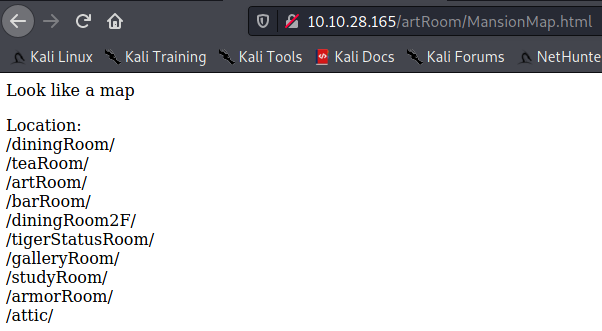 10.10.28.165/artRoom/MansionMap.html
Kali Linux Kali Training Kali Tools Kali Docs Kali Forums NetHunte
Look like a map
Location:
/diningRoom/
/teaRoom/
/artRoom/
/barRoom/
/diningRoom2F/
/tigerStatusRoom/
/galleryRoom/
/studyRoom/
/armorRoom/
/attic/